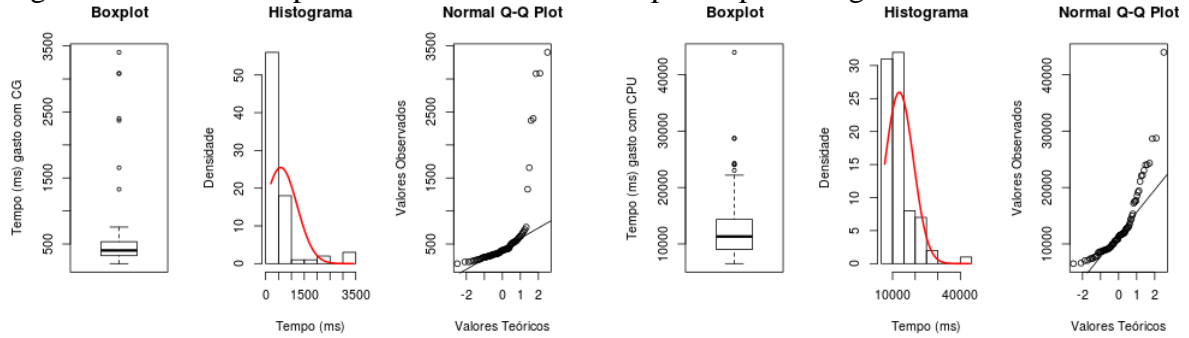 Boxplot
Histograma
Normal Q-Q Plot
Boxplot
Histograma
Normal Q-Q Plot
Tempo (ms) gasto com CG
500
1500
2500
3500
Densidade
0
10
20
30
40
50
0
1500
3500
Tempo (ms)
Valores Observados
500
1500
2500
3500
-2
0
1
2
Valores Teóricos
Tempo (ms) gasto com CPU
10000
20000
30000
40000
Densidade
0
5
10
15
20
25
30
10000
40000
Tempo (ms)
Valores Observados
10000
20000
30000
40000
-2
0
1
2
Valores Teóricos